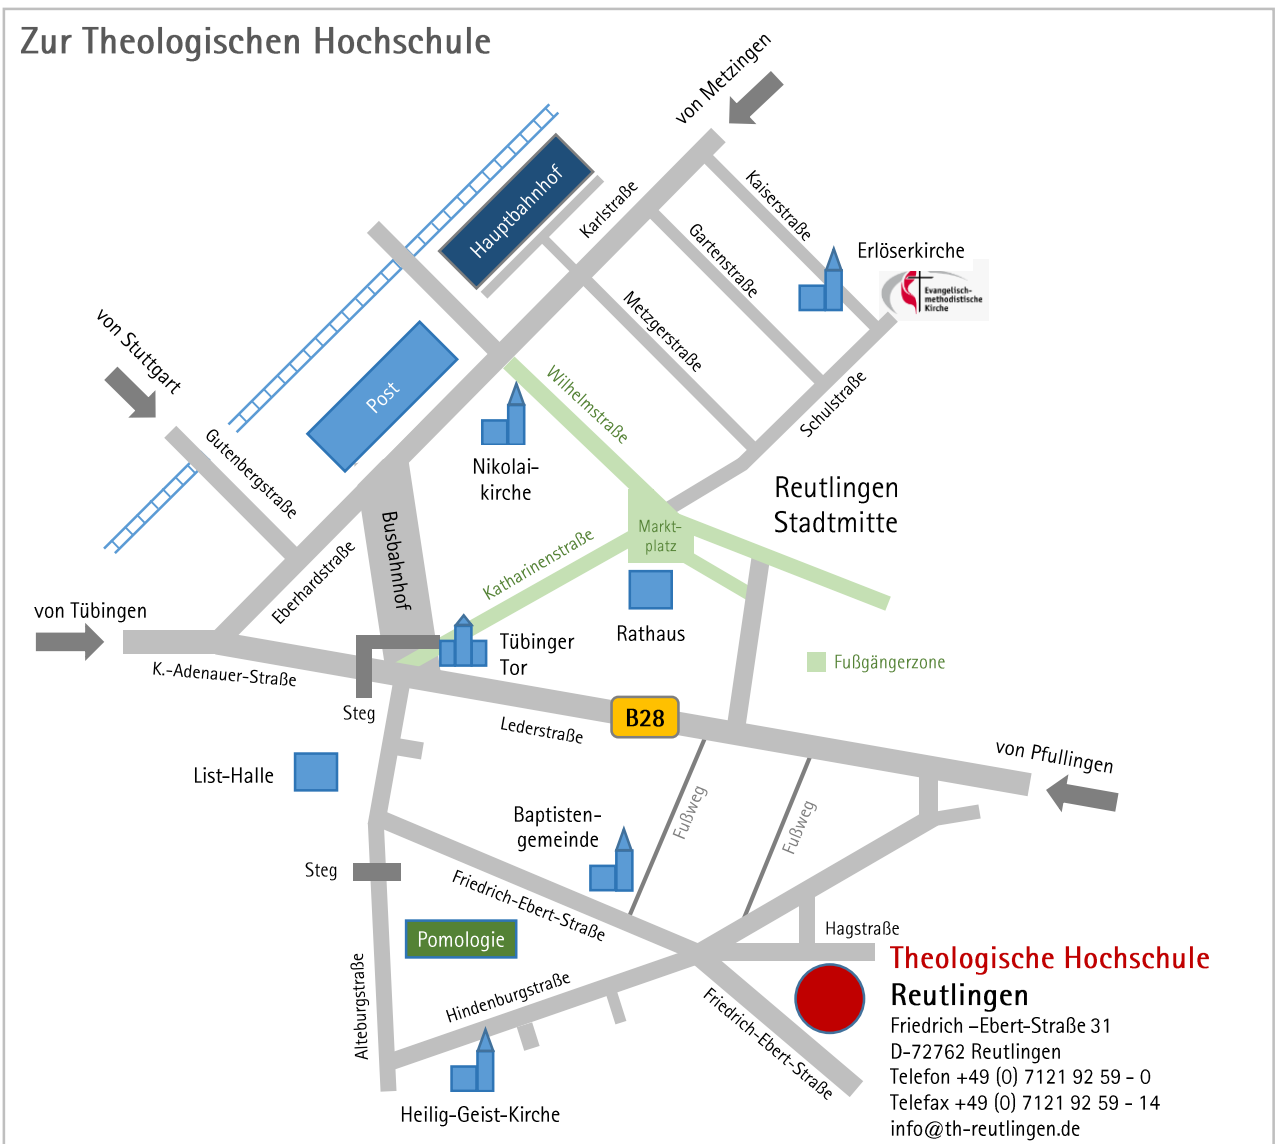 Zur Theologischen Hochschule
von Metzingen
Hauptbahnhof
Karlstraße
Kaiserstraße
Gartenstraße
Erlöserkirche
Evangelisch-
methodistische
Kirche
Metzgerstraße
von Stuttgart
Post
Wilhelmstraße
Schulstraße
Gutenbergstraße
Nikolai-
kirche
Reutlingen
Stadtmitte
Busbahnhof
Markt-
platz
Katharinenstraße
Eberhardstraße
von Tübingen
Rathaus
Tübinger
Tor
Fußgängerzone
K.-Adenauer-Straße
Steg
B28
Lederstraße
von Pfullingen
List-Halle
Baptisten-
gemeinde
Fußweg
Fußweg
Steg
Friedrich-Ebert-Straße
Pomologie
Hagstraße
Theologische Hochschule
Reutlingen
Friedrich –Ebert-Straße 31
D-72762 Reutlingen
Telefon +49 (0) 7121 92 59 - 0
Telefax +49 (0) 7121 92 59 - 14
info@th-reutlingen.de
Hindenburgstraße
Alteburgstraße
Friedrich-Ebert-Straße
Heilig-Geist-Kirche